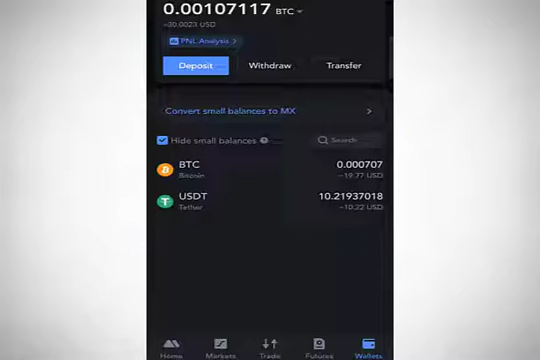 0.00107117 BTC
~30.0023 USD
PNL Analysis >
Deposit Withdraw Transfer
Convert small balances to MX >
Hide small balances Search
BTC 0.000707
Bitcoin ~19.77 USD
USDT 10.21937018
Tether ~10.22 USD
Home Markets Trade Futures Wallets